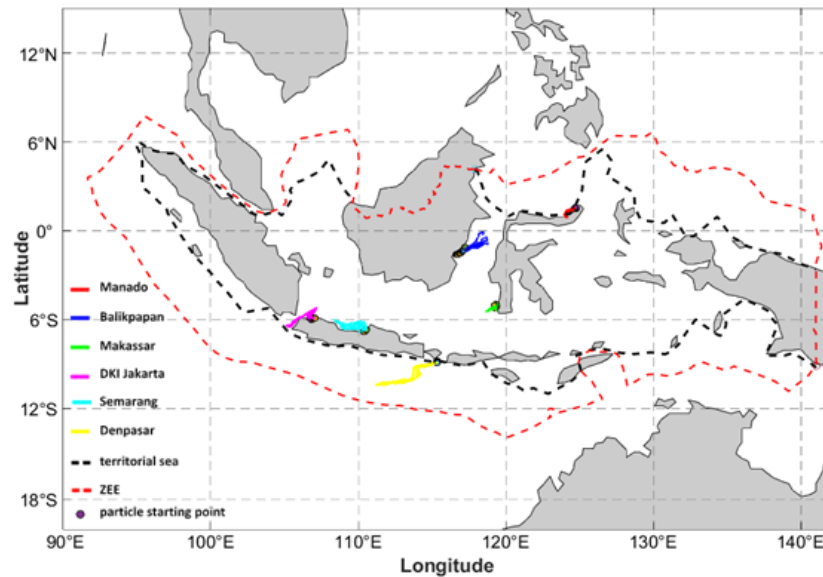 12°N
6°N
0°
6°S
12°S
18°S
Latitude
Manado
Balikpapan
Makassar
DKI Jakarta
Semarang
Denpasar
territorial sea
ZEE
particle starting point
90°E 100°E 110°E 120°E 130°E 140°E
Longitude